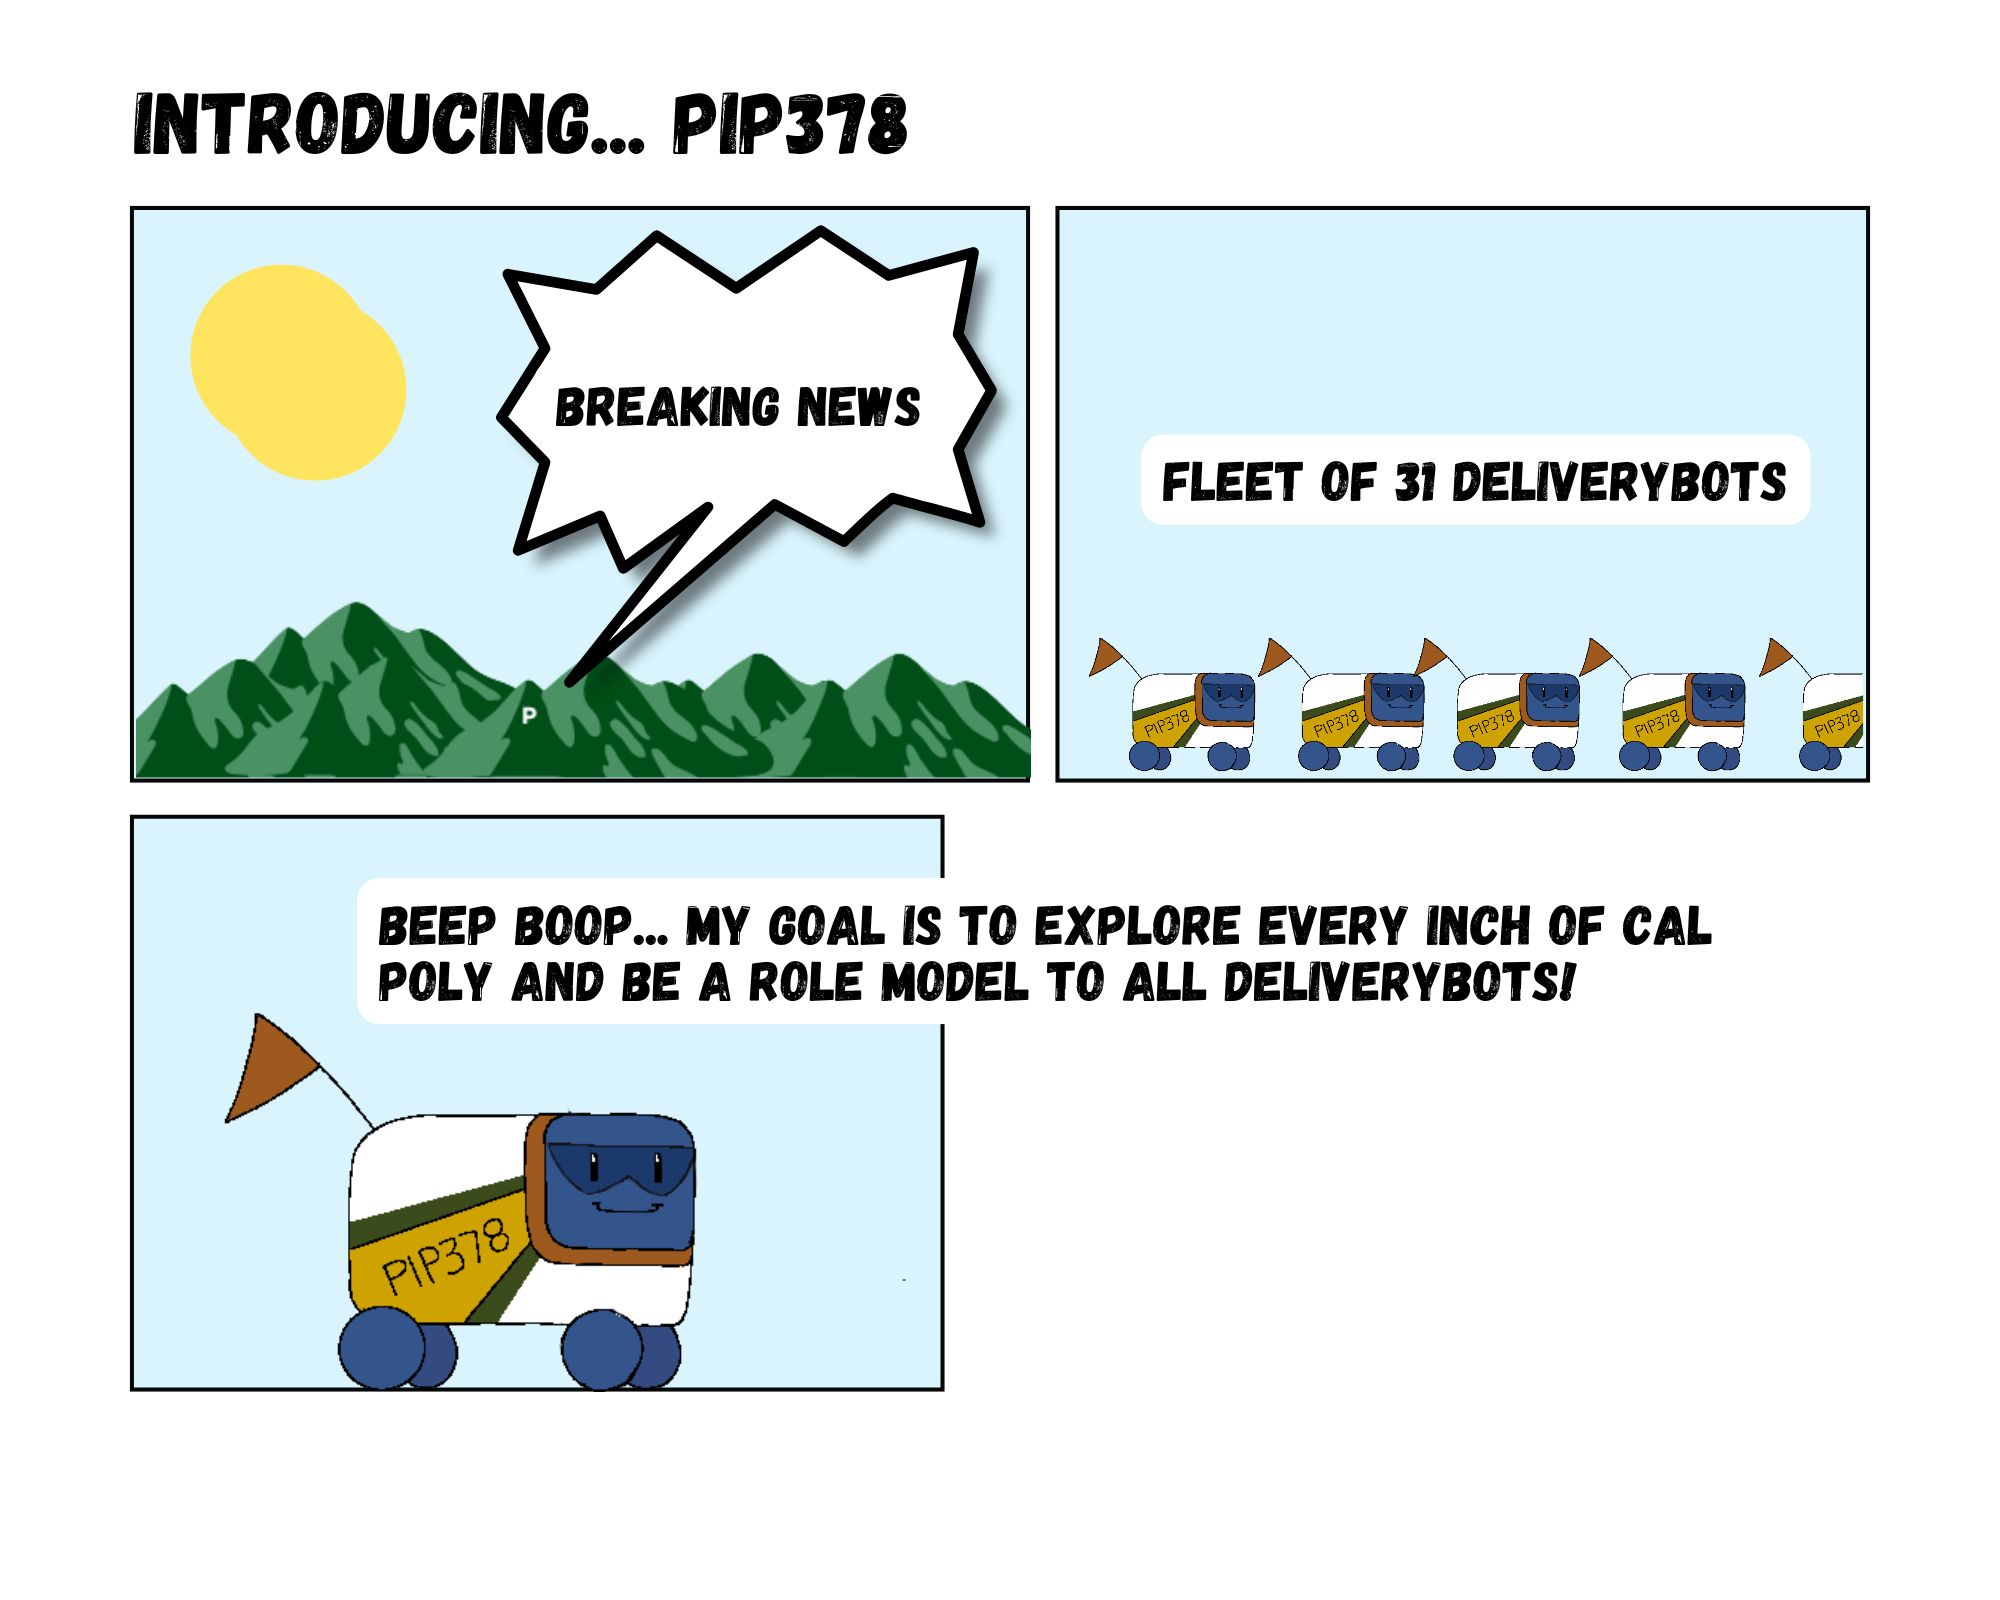 INTRODUCING... PIP378
BREAKING NEWS
P
FLEET OF 31 DELIVERYBOTS
PIP378
PIP378
PIP378
PIP378
PIP378
BEEP BOOP... MY GOAL IS TO EXPLORE EVERY INCH OF CAL
POLY AND BE A ROLE MODEL TO ALL DELIVERYBOTS!
PIP378